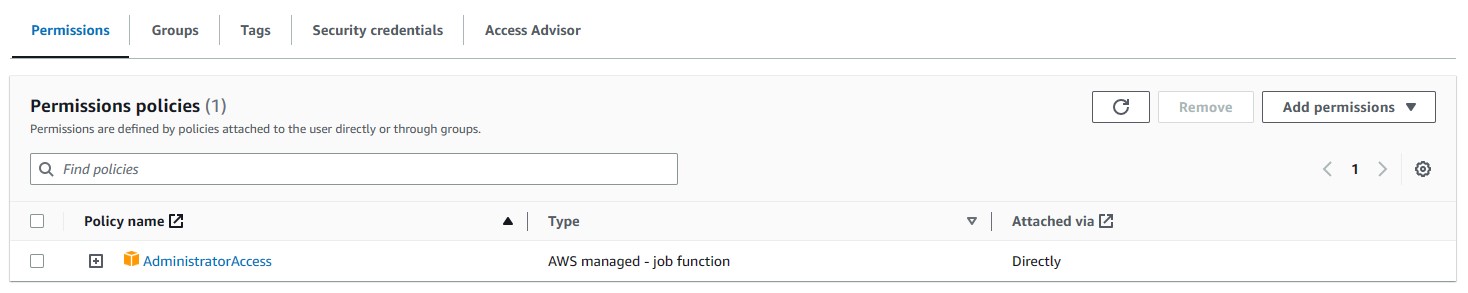 Permissions Groups Tags Security credentials Access Advisor
Permissions policies (1)
Remove Add permissions
Permissions are defined by policies attached to the user directly or through groups.
Find policies
1
Policy name Type Attached via
AdministratorAccess AWS managed - job function Directly